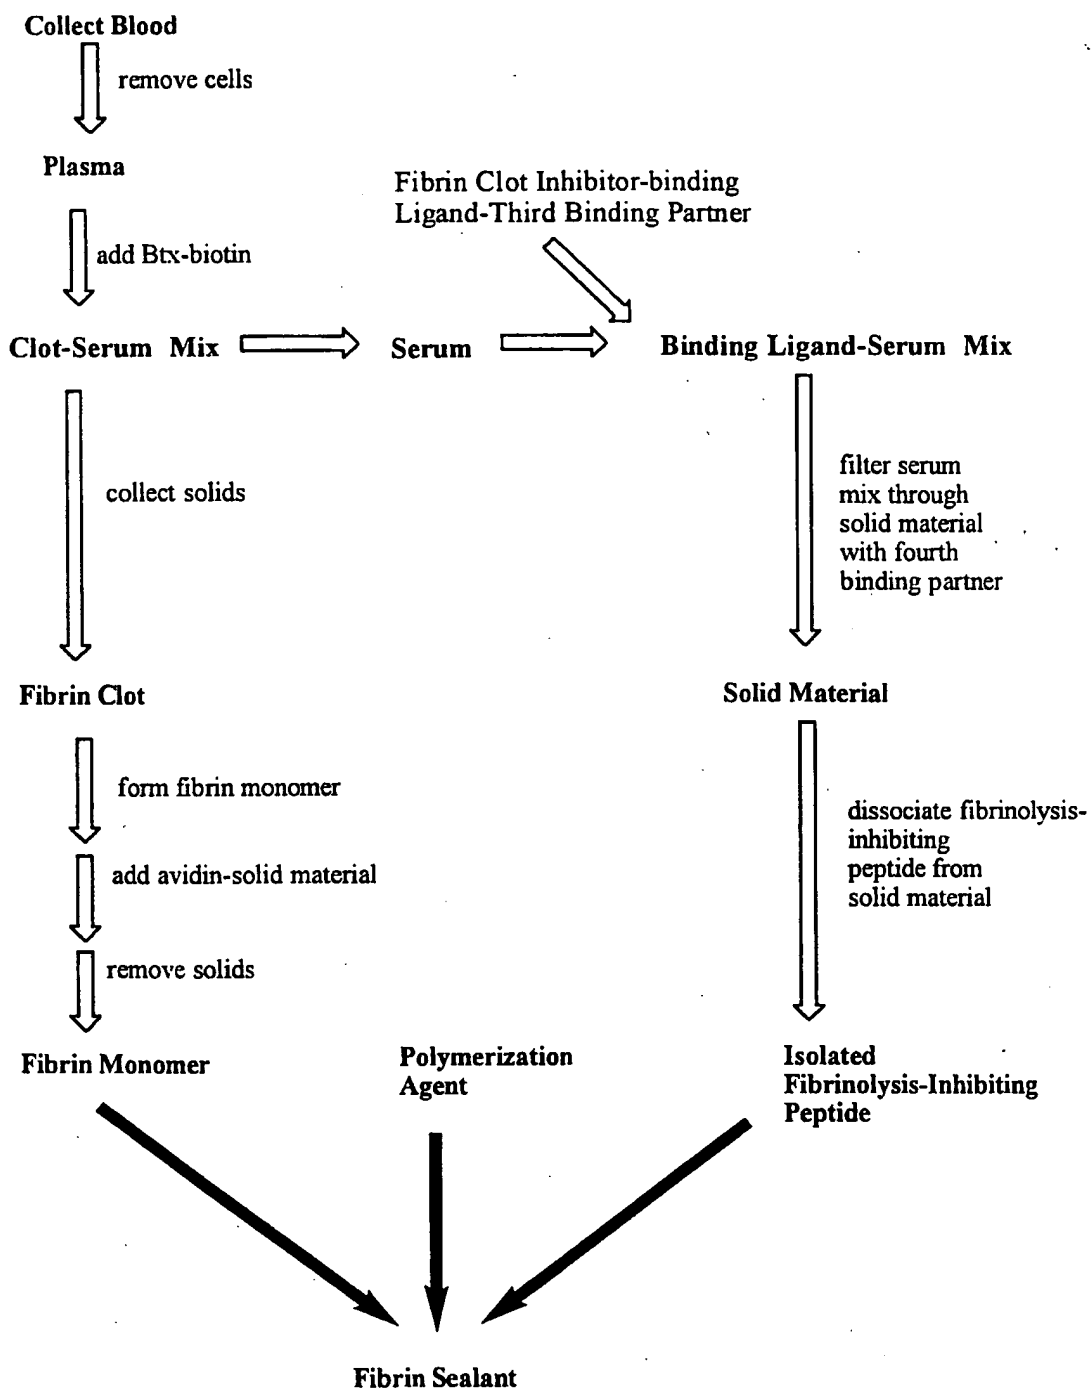 Collect Blood
remove cells
Plasma
Fibrin Clot Inhibitor-binding
Ligand-Third Binding Partner
add Btx-biotin
Clot-Serum Mix
Serum
Binding Ligand-Serum Mix
collect solids
filter serum
mix through
solid material
with fourth
binding partner
Fibrin Clot
Solid Material
form fibrin monomer
dissociate fibrinolysis-
inhibiting
peptide from
solid material
add avidin-solid material
remove solids
Fibrin Monomer
Polymerization
Agent
Isolated
Fibrinolysis-Inhibiting
Peptide
Fibrin Sealant